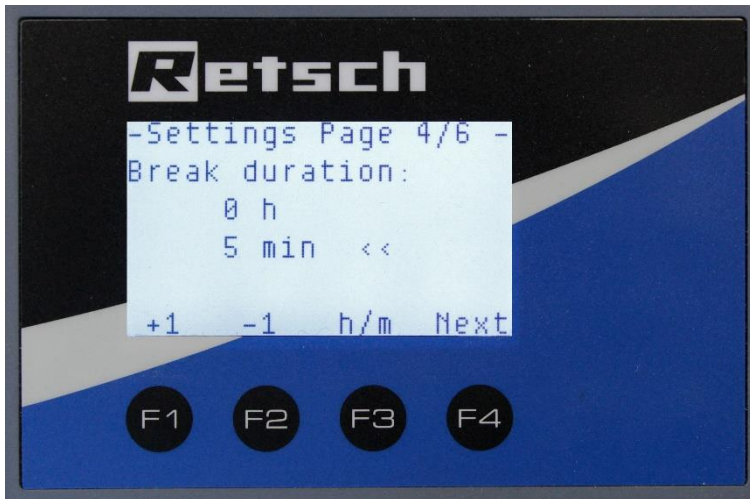 Retsch
-Settings Page 4/6 -
Break duration:
0 h
5 min <<
+1 -1 h/m Next
F1 F2 F3 F4